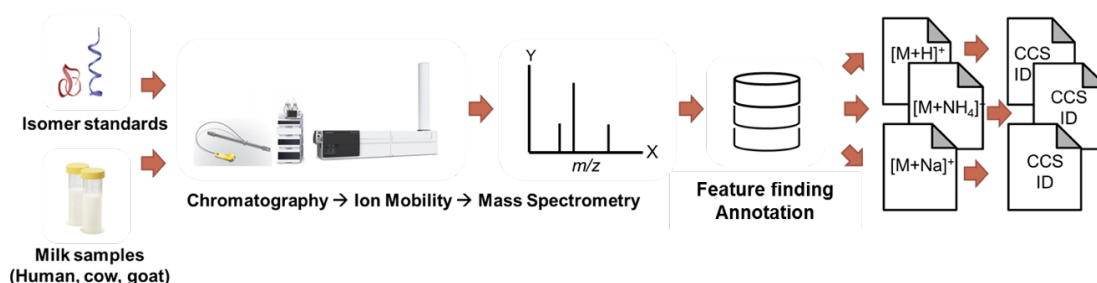 Isomer standards
Milk samples
(Human, cow, goat)
Chromatography → Ion Mobility → Mass Spectrometry
Y
X
m/z
Feature finding
Annotation
[M+H]⁺
[M+NH₄]⁺
[M+Na]⁺
CCS
ID
CCS
ID
CCS
ID